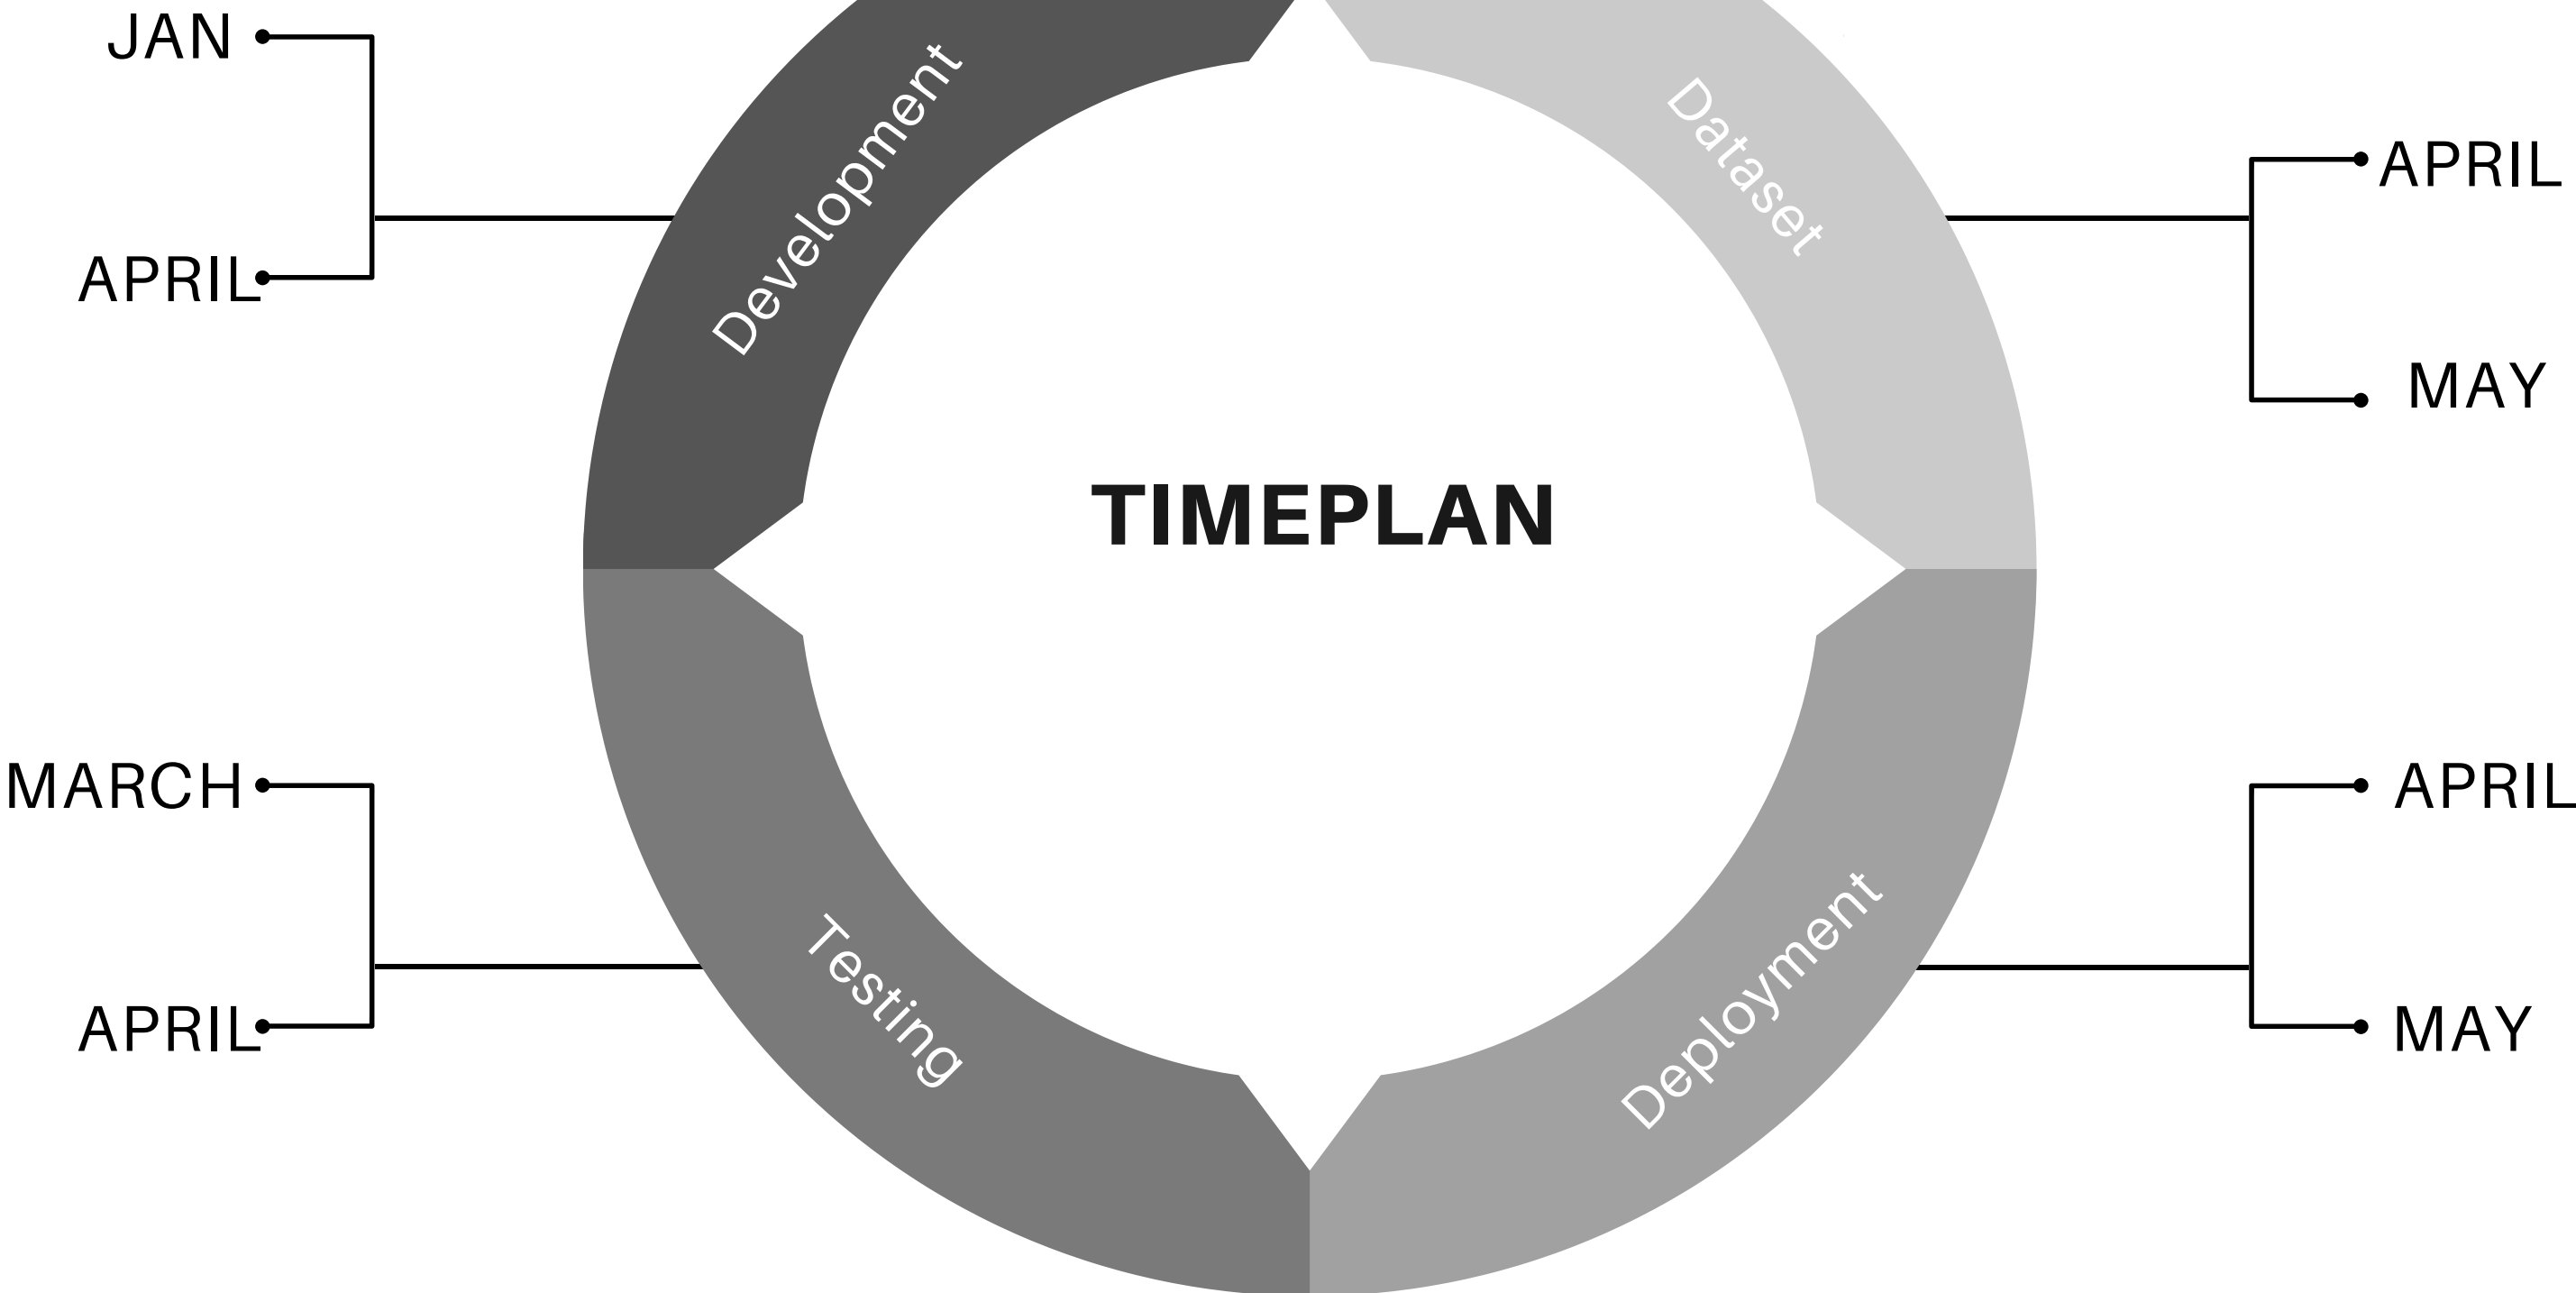 JAN
APRIL
Development
Dataset
APRIL
MAY
TIMEPLAN
MARCH
APRIL
Testing
Deployment
APRIL
MAY